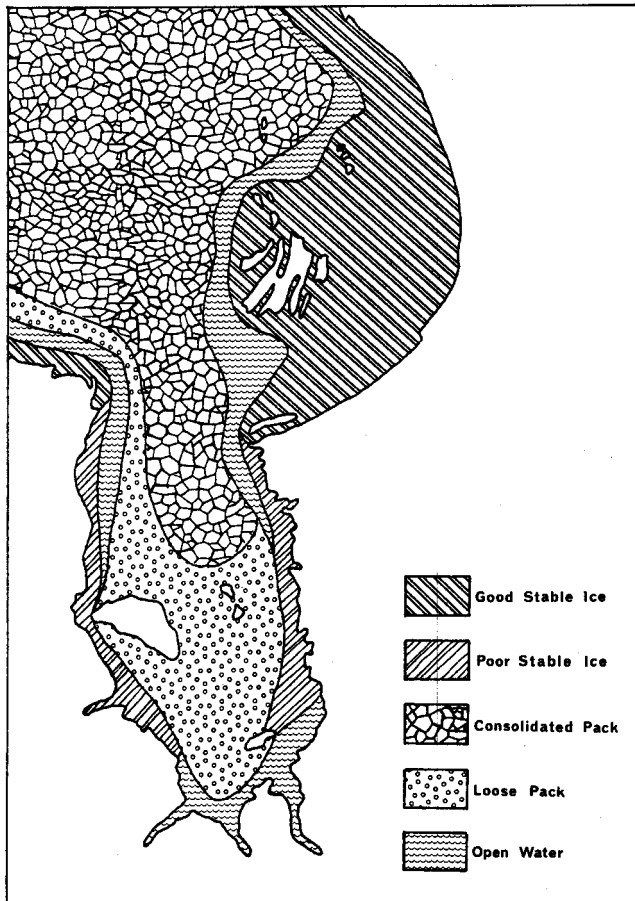 Good Stable Ice
Poor Stable Ice
Consolidated Pack
Loose Pack
Open Water